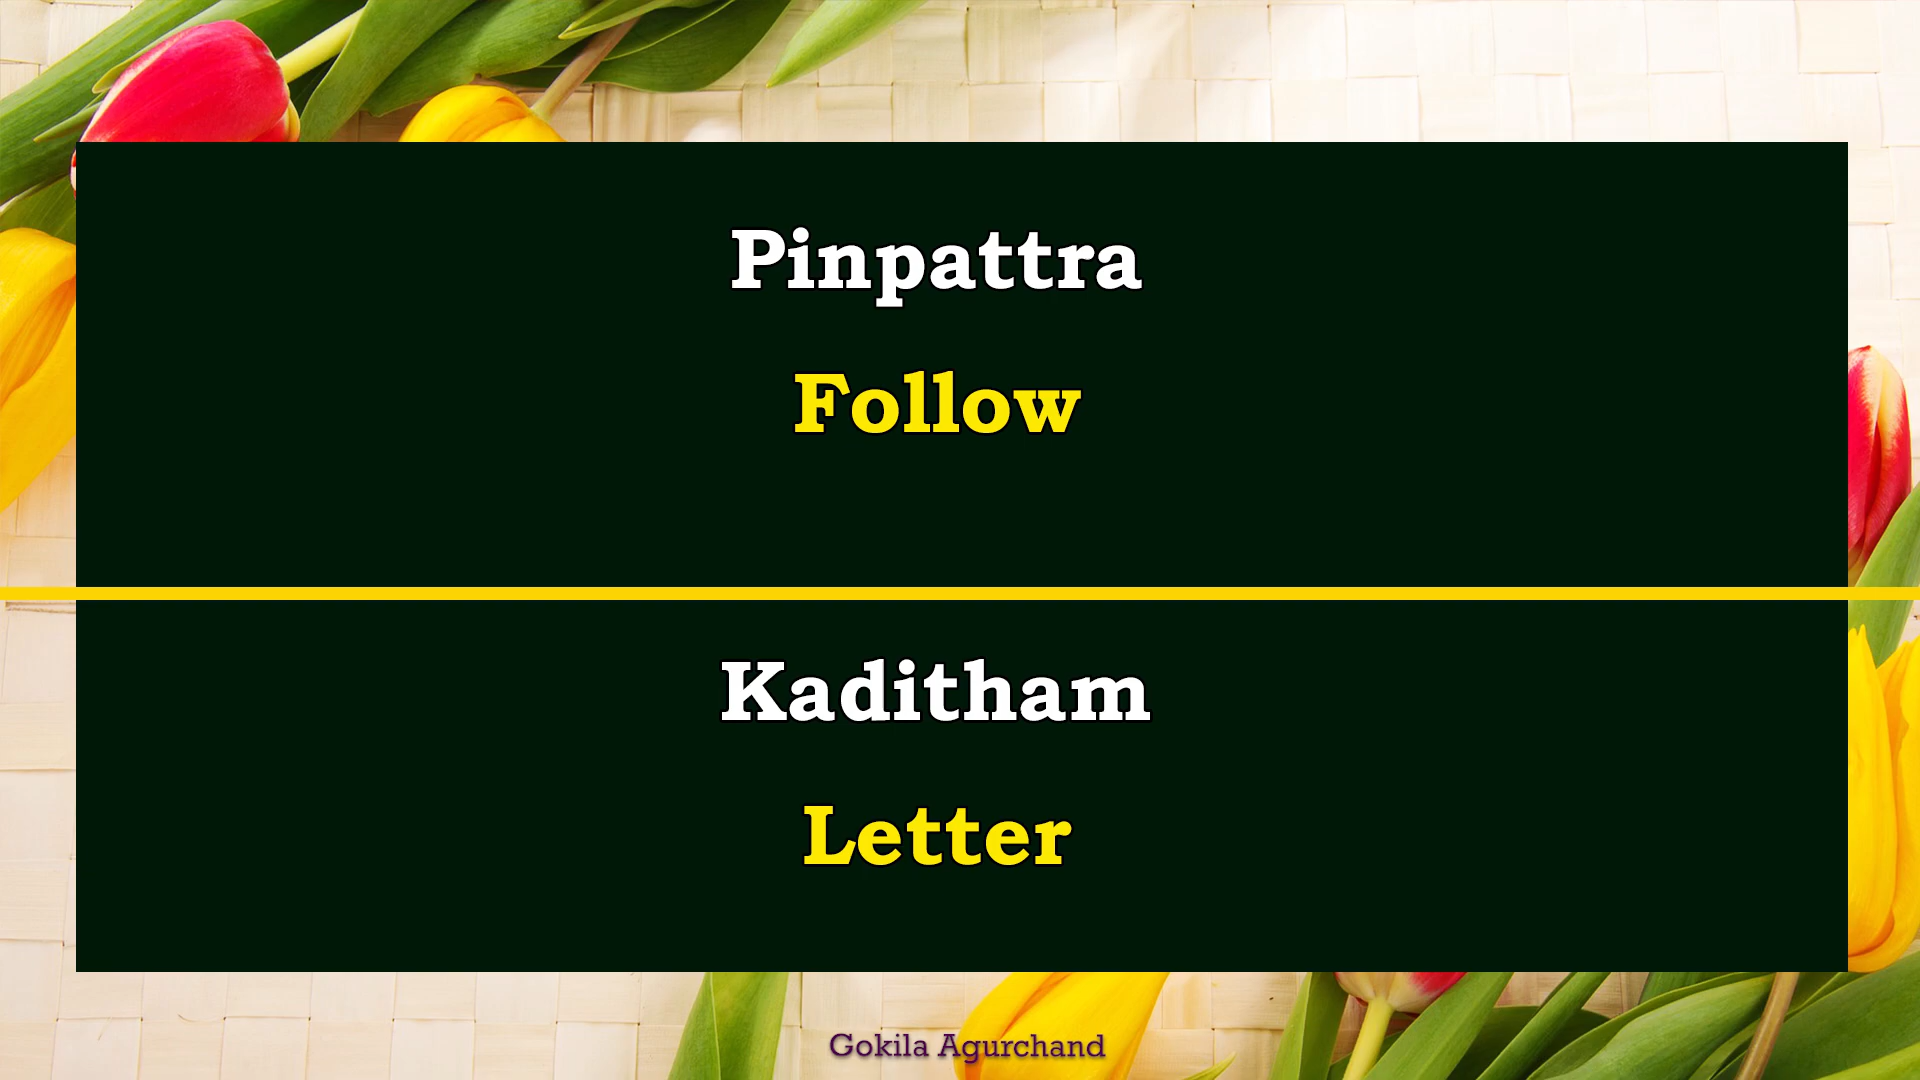 Pinpattra
Follow
Kaditham
Letter
Gokila Agurchand